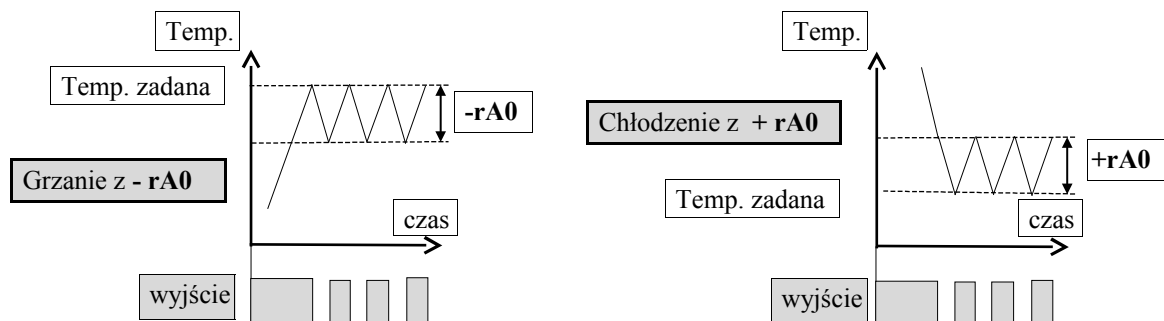 Temp.
Temp. zadana
-rA0
Grzanie z - rA0
czas
wyjście
Temp.
Chłodzenie z + rA0
+rA0
Temp. zadana
czas
wyjście